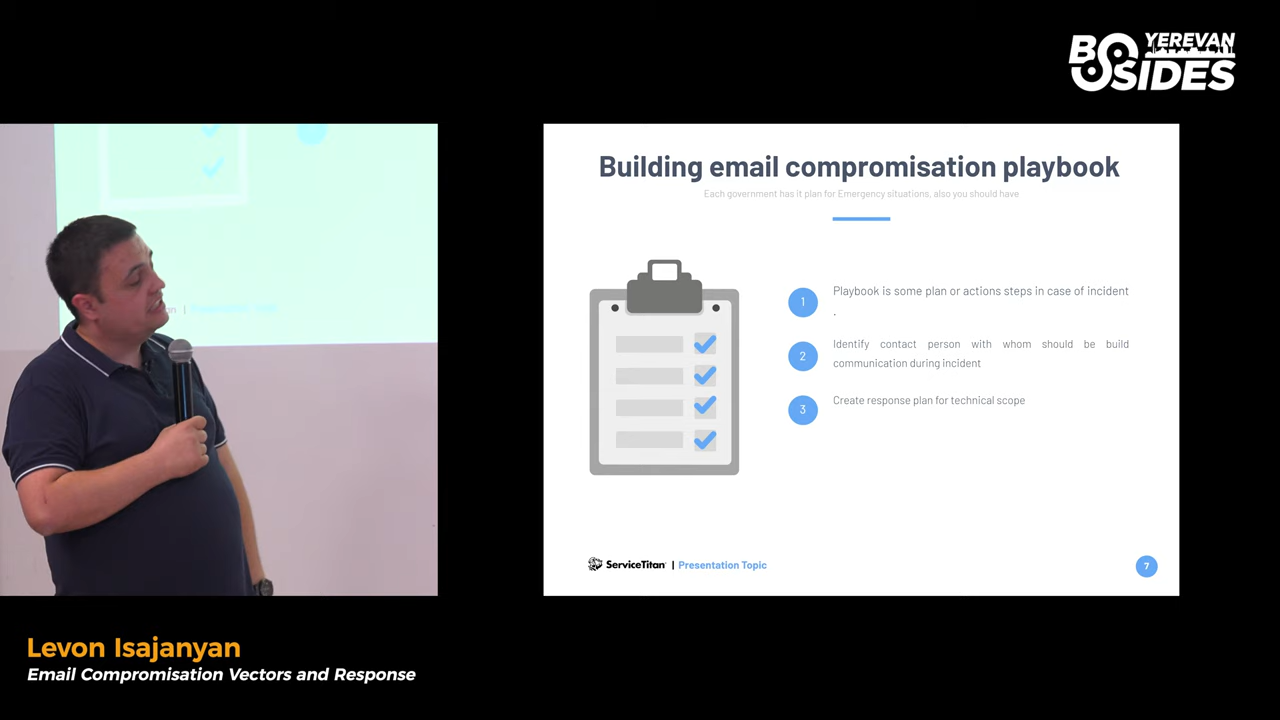 YEREVAN
BSIDES
Building email compromisation playbook
Each government has it plan for Emergency situations, also you should have
1
Playbook is some plan or actions steps in case of incident
.
2
Identify contact person with whom should be build
communication during incident
3
Create response plan for technical scope
ServiceTitan | Presentation Topic
7
Levon Isajanyan
Email Compromisation Vectors and Response